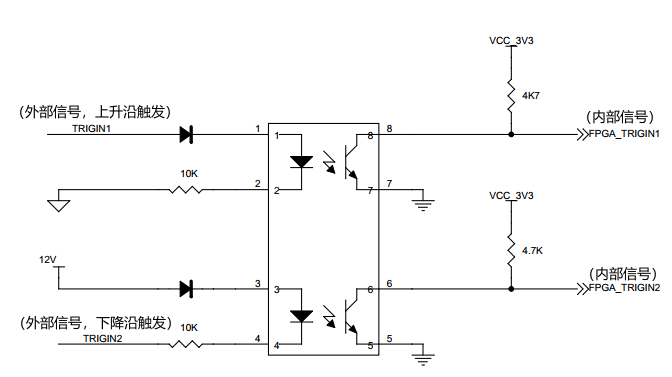 VCC_3V3
4K7
(外部信号，上升沿触发)
TRIGIN1
1
1
8
8
(内部信号)
FPGA_TRIGIN1
10K
2
2
7
7
VCC_3V3
4.7K
12V
3
3
6
6
(内部信号)
FPGA_TRIGIN2
(外部信号，下降沿触发)
TRIGIN2
10K
4
4
5
5